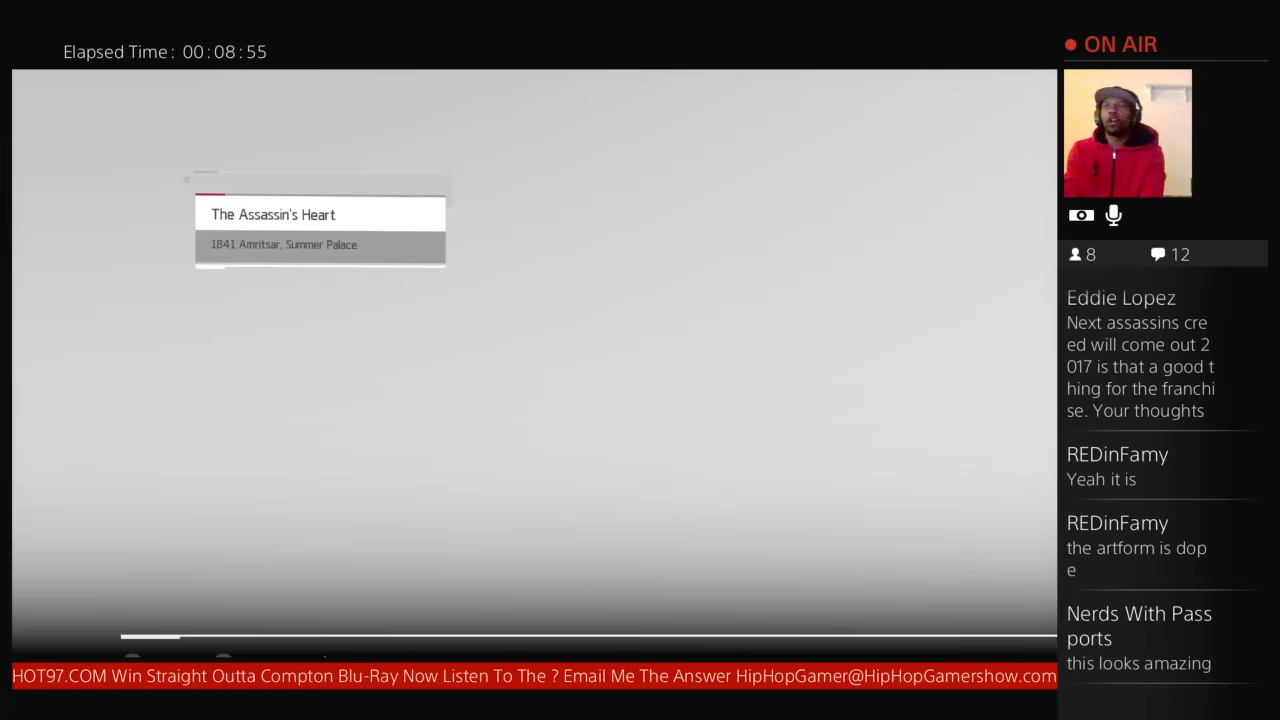 Elapsed Time: 00:08:55
ON AIR
The Assassin's Heart
1841 Amritsar, Summer Palace
8
12
Eddie Lopez
Next assassins cre
ed will come out 2
017 is that a good t
hing for the franchi
se. Your thoughts
REDinFamy
Yeah it is
REDinFamy
the artform is dop
e
Nerds With Pass
ports
this looks amazing
HOT97.COM Win Straight Outta Compton Blu-Ray Now Listen To The ? Email Me The Answer HipHopGamer@HipHopGamershow.com